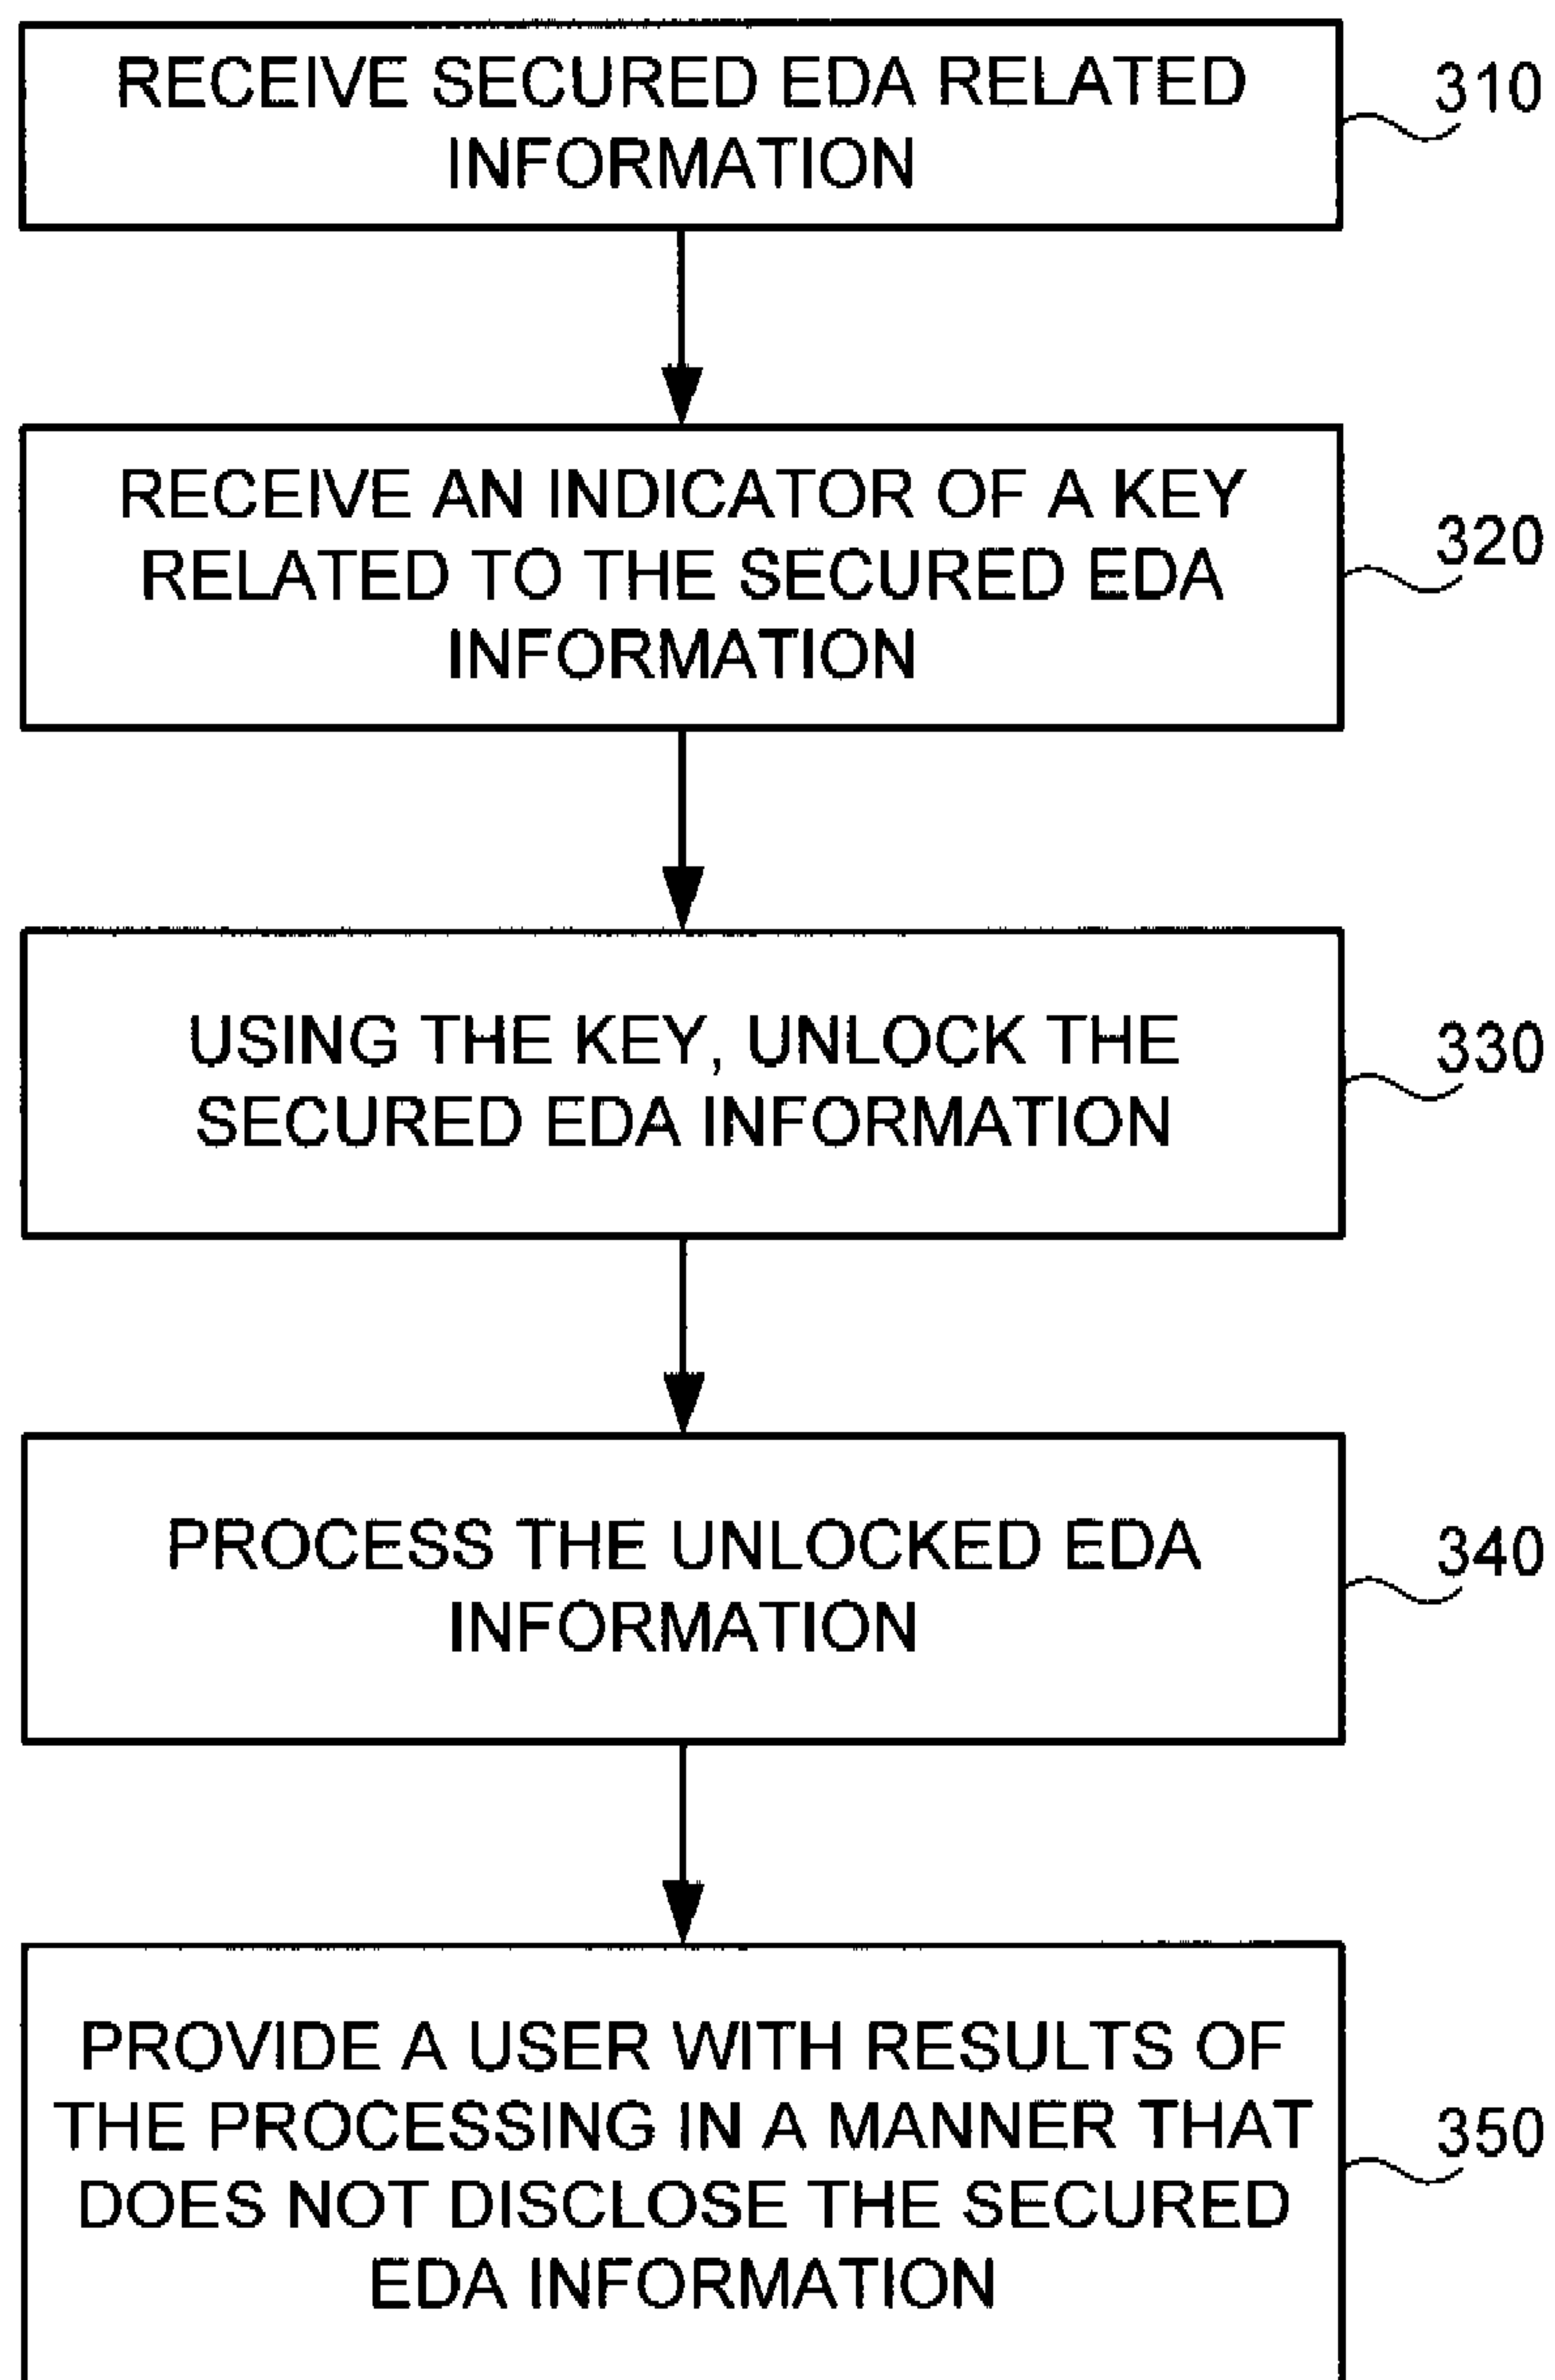 RECEIVE SECURED EDA RELATED
INFORMATION
310
RECEIVE AN INDICATOR OF A KEY
RELATED TO THE SECURED EDA
INFORMATION
320
USING THE KEY, UNLOCK THE
SECURED EDA INFORMATION
330
PROCESS THE UNLOCKED EDA
INFORMATION
340
PROVIDE A USER WITH RESULTS OF
THE PROCESSING IN A MANNER THAT
DOES NOT DISCLOSE THE SECURED
EDA INFORMATION
350